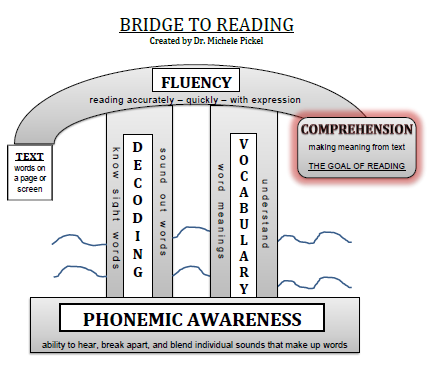 BRIDGE TO READING
Created by Dr. Michele Pickel
FLUENCY
reading accurately – quickly – with expression
TEXT
words on
a page or
screen
COMPREHENSION
making meaning from text
THE GOAL OF READING
know sight words
DECODING
sound out words
word meanings
VOCABULARY
understand
PHONEMIC AWARENESS
ability to hear, break apart, and blend individual sounds that make up words